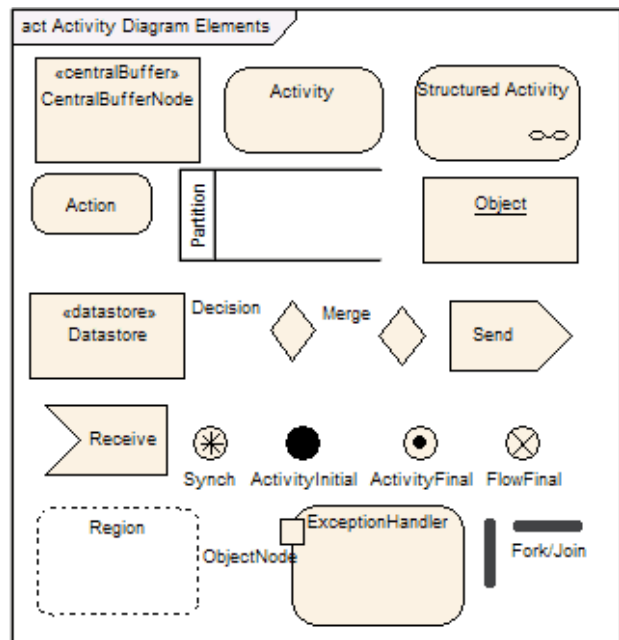 act Activity Diagram Elements
«centralBuffer»
CentralBufferNode
Activity
Structured Activity
Action
Partition
Object
«datastore»
Datastore
Decision
Merge
Send
Receive
Synch
ActivityInitial
ActivityFinal
FlowFinal
Region
ObjectNode
ExceptionHandler
Fork/Join